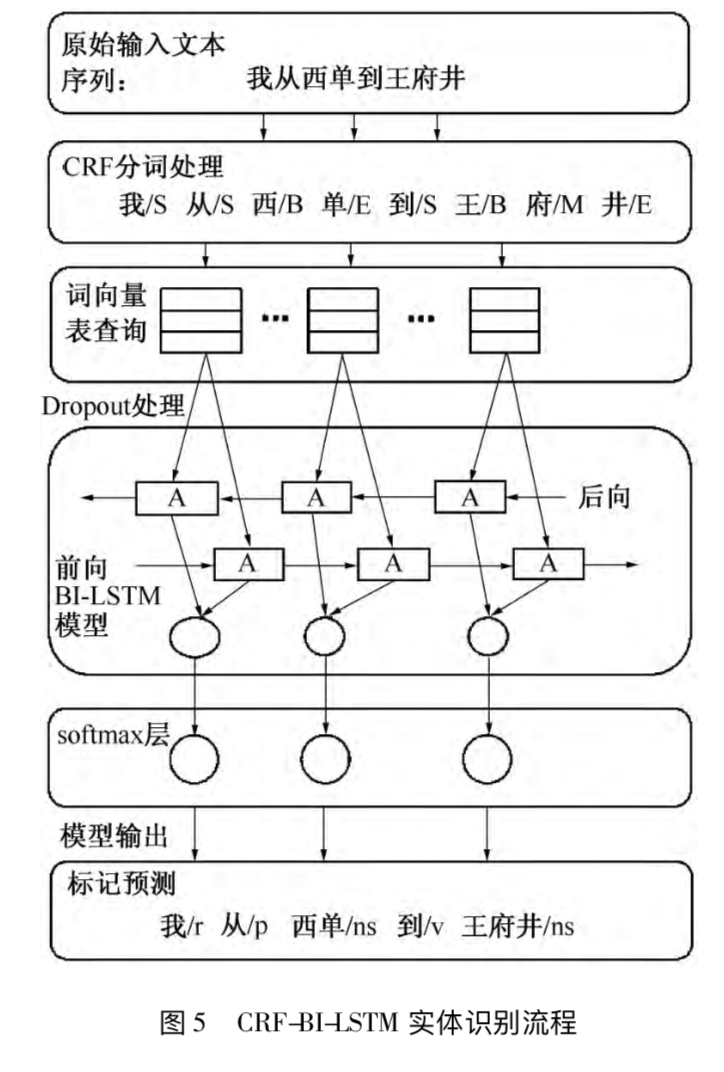 原始输入文本
序列： 我从西单到王府井
CRF分词处理
我/S 从/S 西/B 单/E 到/S 王/B 府/M 井/E
词向量
表查询
Dropout处理
A A A 后向
前向 A A A
BI-LSTM
模型
softmax层
模型输出
标记预测
我/r 从/p 西单/ns 到/v 王府井/ns
图 5 CRF-BI-LSTM 实体识别流程